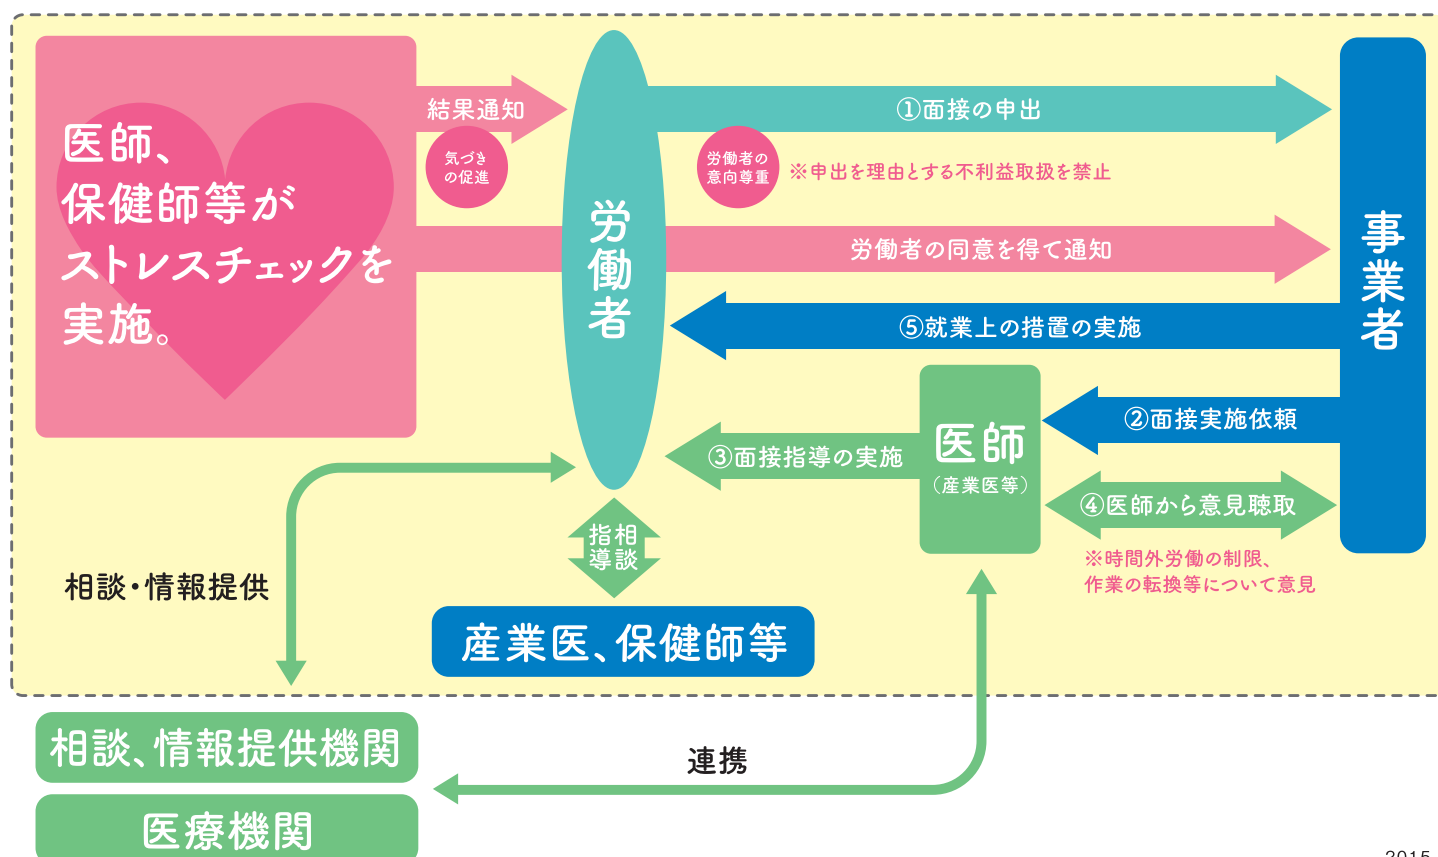 医師、
保健師等が
ストレスチェックを
実施。
結果通知
気づき
の促進
労働者
①面接の申出
労働者の
意向尊重
※申出を理由とする不利益取扱を禁止
労働者の同意を得て通知
⑤就業上の措置の実施
事業者
②面接実施依頼
③面接指導の実施
医師
(産業医等)
④医師から意見聴取
※時間外労働の制限、
作業の転換等について意見
相談
指導
産業医、保健師等
相談・情報提供
相談、情報提供機関
医療機関
連携
2015